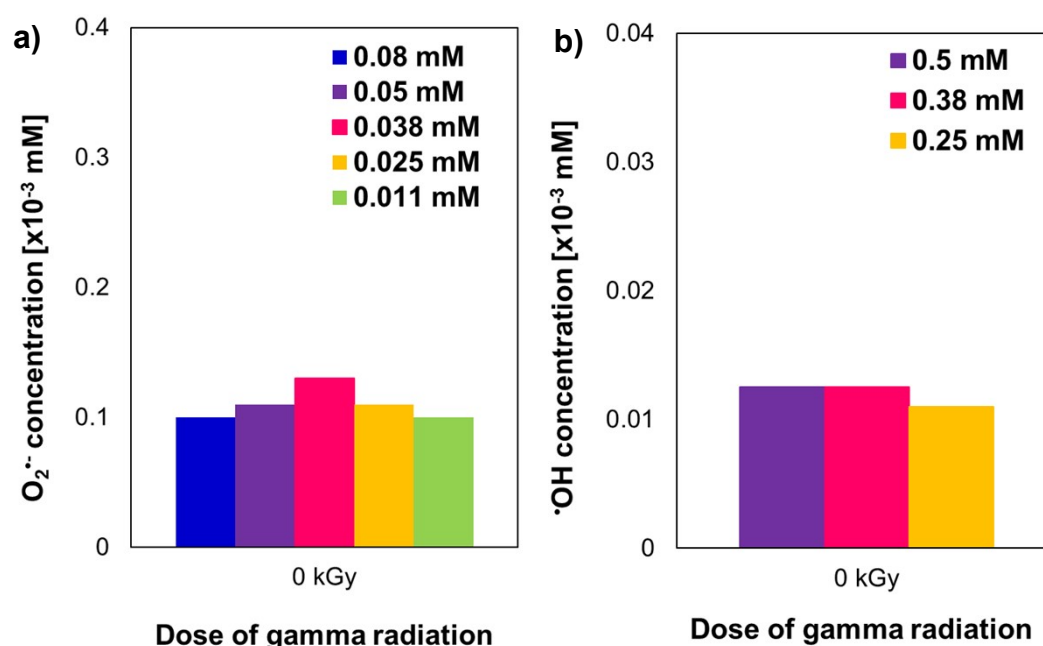 a)
0.4
0.3
0.2
0.1
0
O₂•- concentration [x10⁻³ mM]
0.08 mM
0.05 mM
0.038 mM
0.025 mM
0.011 mM
0 kGy
Dose of gamma radiation
b)
0.04
0.03
0.02
0.01
0
•OH concentration [x10⁻³ mM]
0.5 mM
0.38 mM
0.25 mM
0 kGy
Dose of gamma radiation